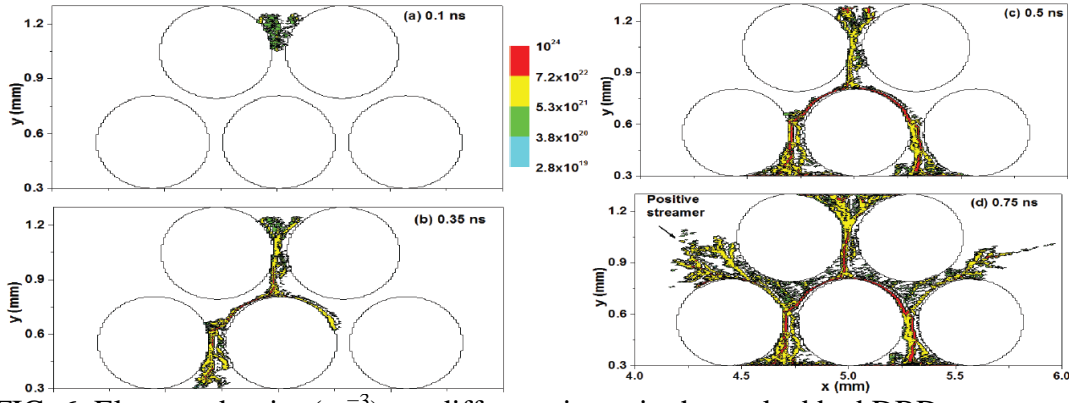 (a) 0.1 ns
1.2
0.9
0.6
0.3
y (mm)
10²⁴
7.2x10²²
5.3x10²¹
3.8x10²⁰
2.8x10¹⁹
(c) 0.5 ns
1.2
0.9
0.6
0.3
y (mm)
(b) 0.35 ns
1.2
0.9
0.6
0.3
y (mm)
Positive
streamer
(d) 0.75 ns
1.2
0.9
0.6
0.3
y (mm)
4.0 4.5 5.0 5.5 6.0
x (mm)